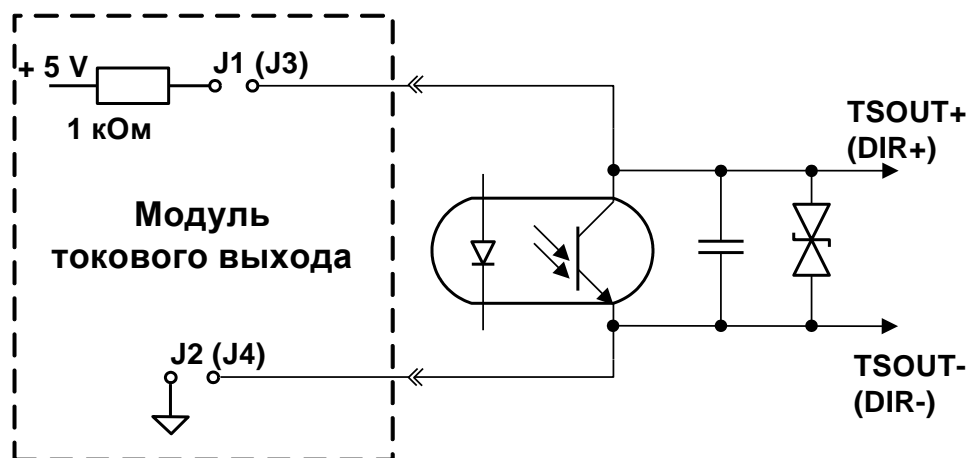 + 5 V
J1 (J3)
1 кОм
TSOUT+
(DIR+)
Модуль
токового выхода
J2 (J4)
TSOUT-
(DIR-)